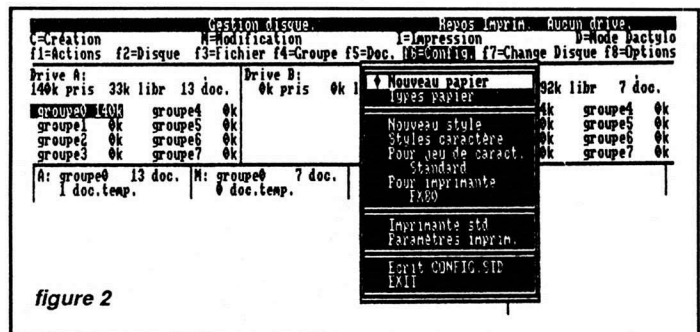 Gestion disque. Repos Imprim. Aucun drive.
C=Création M=Modification I=Impression D=Mode Dactylo
f1=Actions f2=Disque f3=Fichier f4=Groupe f5=Doc. f6=Config. f7=Change Disque f8=Options
Drive A: Drive B:
140k pris 33k libr 13 doc. 0k pris 0k l 92k libr 7 doc.
groupe0 140k groupe4 0k 4k groupe4 0k
groupe1 0k groupe5 0k 0k groupe5 0k
groupe2 0k groupe6 0k 0k groupe6 0k
groupe3 0k groupe7 0k 0k groupe7 0k
A: groupe0 13 doc. M: groupe0 7 doc.
1 doc.temp. 0 doc.temp.
Nouveau papier
Types papier
Nouveau style
Styles caractère
Pour jeu de caract.
Standard
Pour imprimante
FX80
Imprimante std
Paramètres imprim.
Ecrit CONFIG.STD
EXIT
figure 2